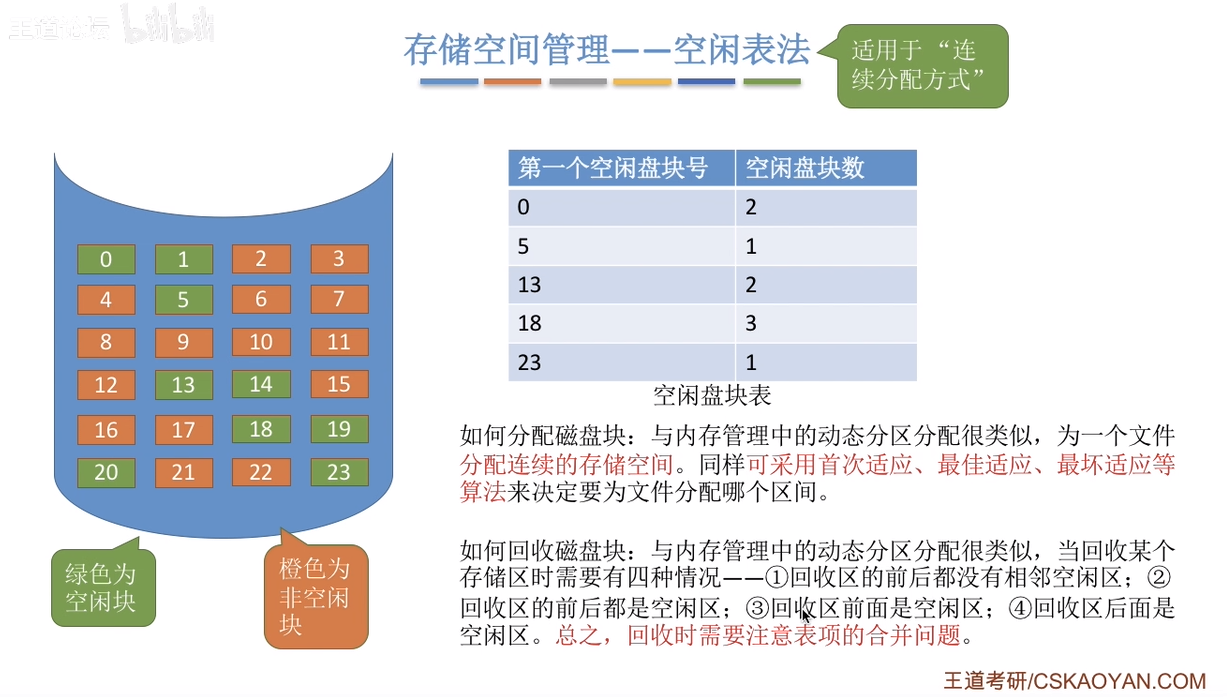 王道论坛 bilibili
存储空间管理——空闲表法
适用于 “连
续分配方式”
第一个空闲盘块号 空闲盘块数
0 2
5 1
13 2
18 3
23 1
空闲盘块表
0 1 2 3
4 5 6 7
8 9 10 11
12 13 14 15
16 17 18 19
20 21 22 23
绿色为
空闲块
橙色为
非空闲
块
如何分配磁盘块：与内存管理中的动态分区分配很类似，为一个文件
分配连续的存储空间。同样可采用首次适应、最佳适应、最坏适应等
算法来决定要为文件分配哪个区间。
如何回收磁盘块：与内存管理中的动态分区分配很类似，当回收某个
存储区时需要有四种情况——①回收区的前后都没有相邻空闲区；②
回收区的前后都是空闲区；③回收区前面是空闲区；④回收区后面是
空闲区。总之，回收时需要注意表项的合并问题。
王道考研/CSKAOYAN.COM